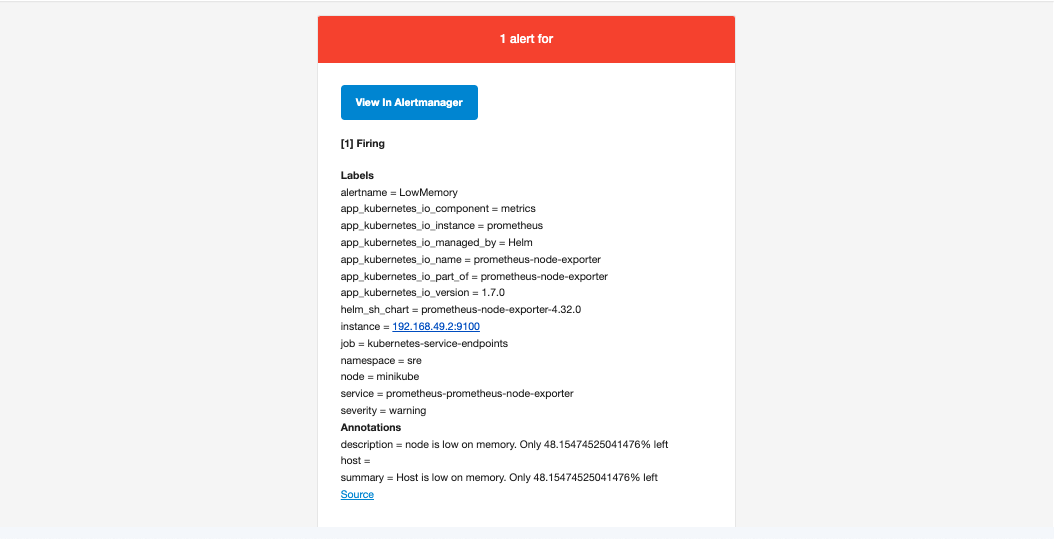 1 alert for
View In Alertmanager
[1] Firing
Labels
alertname = LowMemory
app_kubernetes_io_component = metrics
app_kubernetes_io_instance = prometheus
app_kubernetes_io_managed_by = Helm
app_kubernetes_io_name = prometheus-node-exporter
app_kubernetes_io_part_of = prometheus-node-exporter
app_kubernetes_io_version = 1.7.0
helm_sh_chart = prometheus-node-exporter-4.32.0
instance = 192.168.49.2:9100
job = kubernetes-service-endpoints
namespace = sre
node = minikube
service = prometheus-prometheus-node-exporter
severity = warning
Annotations
description = node is low on memory. Only 48.15474525041476% left
host =
summary = Host is low on memory. Only 48.15474525041476% left
Source